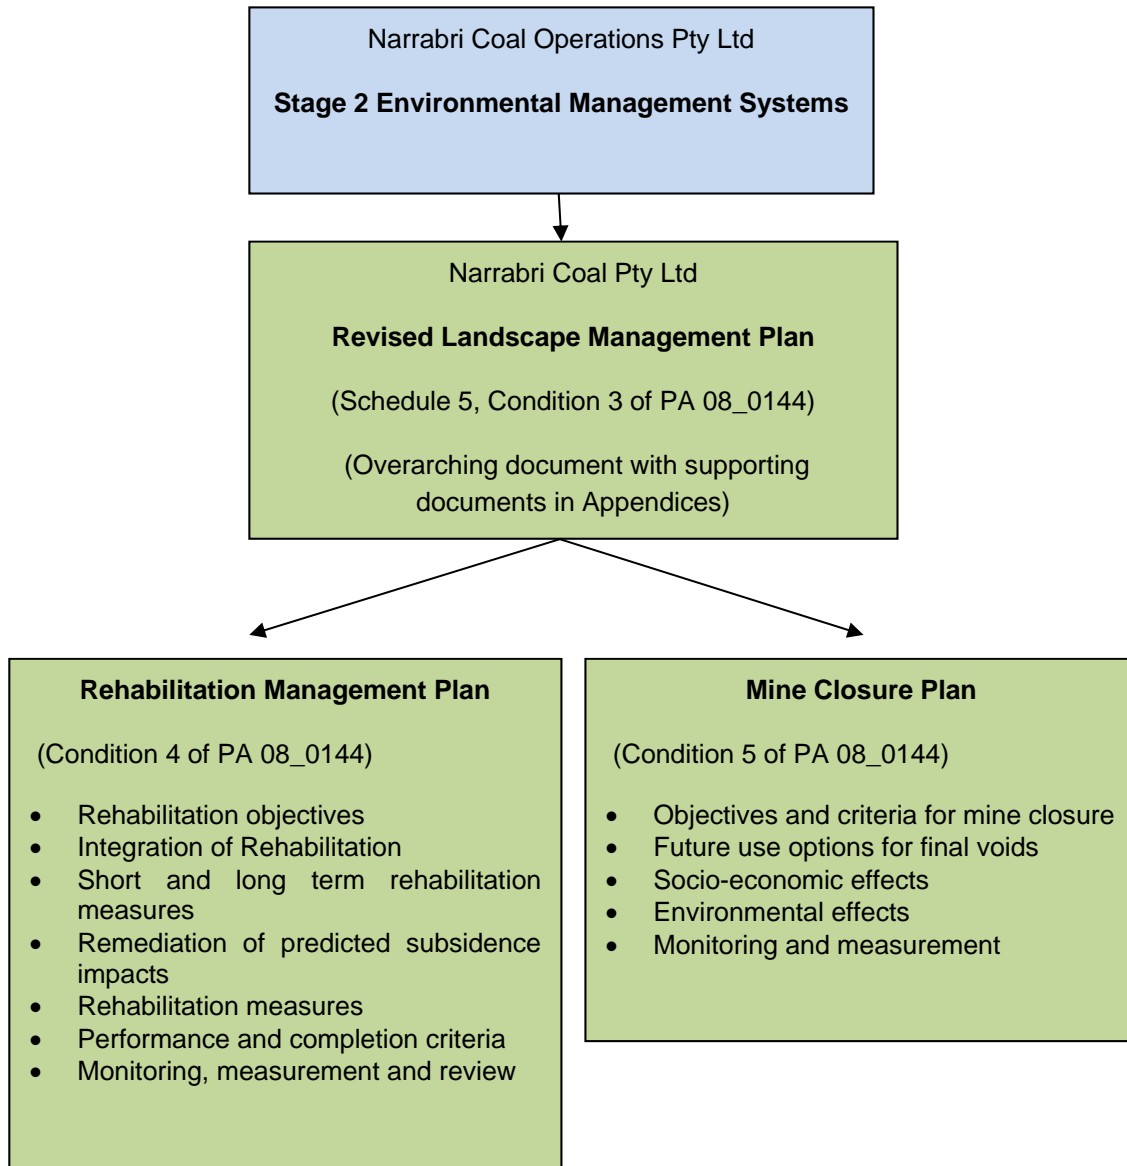 Narrabri Coal Operations Pty Ltd
Stage 2 Environmental Management Systems
Narrabri Coal Pty Ltd
Revised Landscape Management Plan
(Schedule 5, Condition 3 of PA 08_0144)
(Overarching document with supporting
documents in Appendices)
Rehabilitation Management Plan
(Condition 4 of PA 08_0144)
• Rehabilitation objectives
• Integration of Rehabilitation
• Short and long term rehabilitation
measures
• Remediation of predicted subsidence
impacts
• Rehabilitation measures
• Performance and completion criteria
• Monitoring, measurement and review
Mine Closure Plan
(Condition 5 of PA 08_0144)
• Objectives and criteria for mine closure
• Future use options for final voids
• Socio-economic effects
• Environmental effects
• Monitoring and measurement